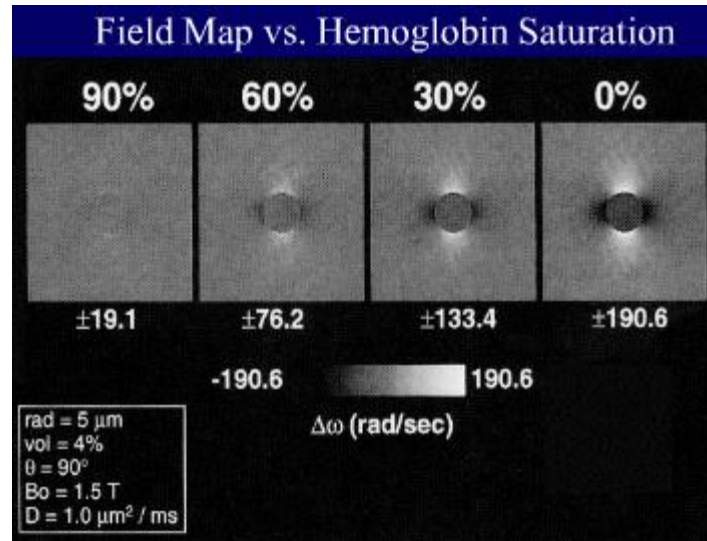 Field Map vs. Hemoglobin Saturation
90% 60% 30% 0%
±19.1 ±76.2 ±133.4 ±190.6
-190.6 190.6
Δω (rad/sec)
rad = 5 μm
vol = 4%
θ = 90°
Bo = 1.5 T
D = 1.0 μm² / ms